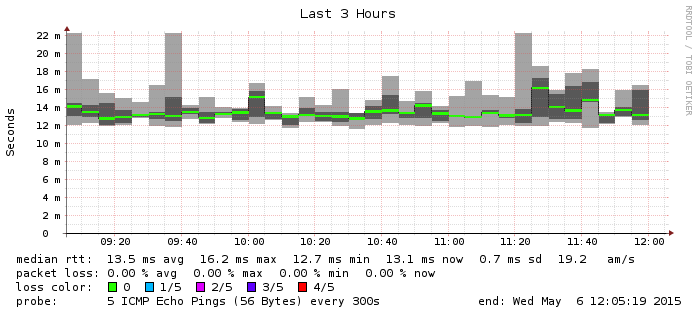 Last 3 Hours
RRDTOOL / TOBI OETIKER
Seconds
22 m
20 m
18 m
16 m
14 m
12 m
10 m
8 m
6 m
4 m
2 m
0
09:20 09:40 10:00 10:20 10:40 11:00 11:20 11:40 12:00
median rtt: 13.5 ms avg 16.2 ms max 12.7 ms min 13.1 ms now 0.7 ms sd 19.2 am/s
packet loss: 0.00 % avg 0.00 % max 0.00 % min 0.00 % now
loss color: 0 1/5 2/5 3/5 4/5
probe: 5 ICMP Echo Pings (56 Bytes) every 300s end: Wed May 6 12:05:19 2015